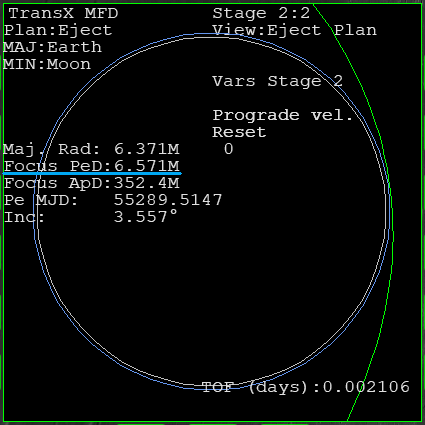 TransX MFD Stage 2:2
Plan:Eject View:Eject Plan
MAJ:Earth
MIN:Moon
Vars Stage 2
Prograde vel.
Reset
Maj. Rad: 6.371M 0
Focus PeD:6.571M
Focus ApD:352.4M
Pe MJD: 55289.5147
Inc: 3.557°
TOF (days):0.002106